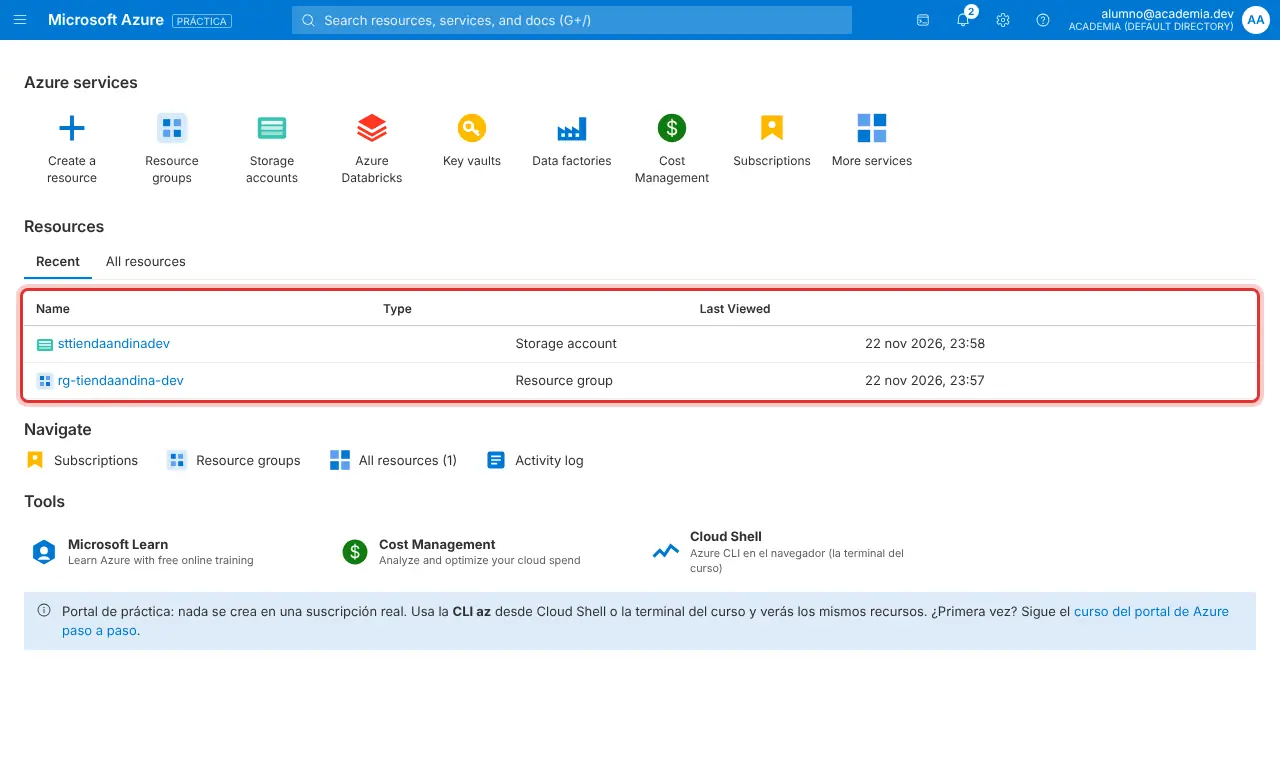 Microsoft Azure PRÁCTICA
Search resources, services, and docs (G+/)
2
alumno@academia.dev
ACADEMIA (DEFAULT DIRECTORY)
AA
Azure services
Create a resource
Resource groups
Storage accounts
Azure Databricks
Key vaults
Data factories
Cost Management
Subscriptions
More services
Resources
Recent All resources
Name Type Last Viewed
sttiendaandinadev Storage account 22 nov 2026, 23:58
rg-tiendaandina-dev Resource group 22 nov 2026, 23:57
Navigate
Subscriptions Resource groups All resources (1) Activity log
Tools
Microsoft Learn
Learn Azure with free online training
Cost Management
Analyze and optimize your cloud spend
Cloud Shell
Azure CLI en el navegador (la terminal del
curso)
Portal de práctica: nada se crea en una suscripción real. Usa la CLI az desde Cloud Shell o la terminal del curso y verás los mismos recursos. ¿Primera vez? Sigue el curso del portal de Azure
paso a paso.